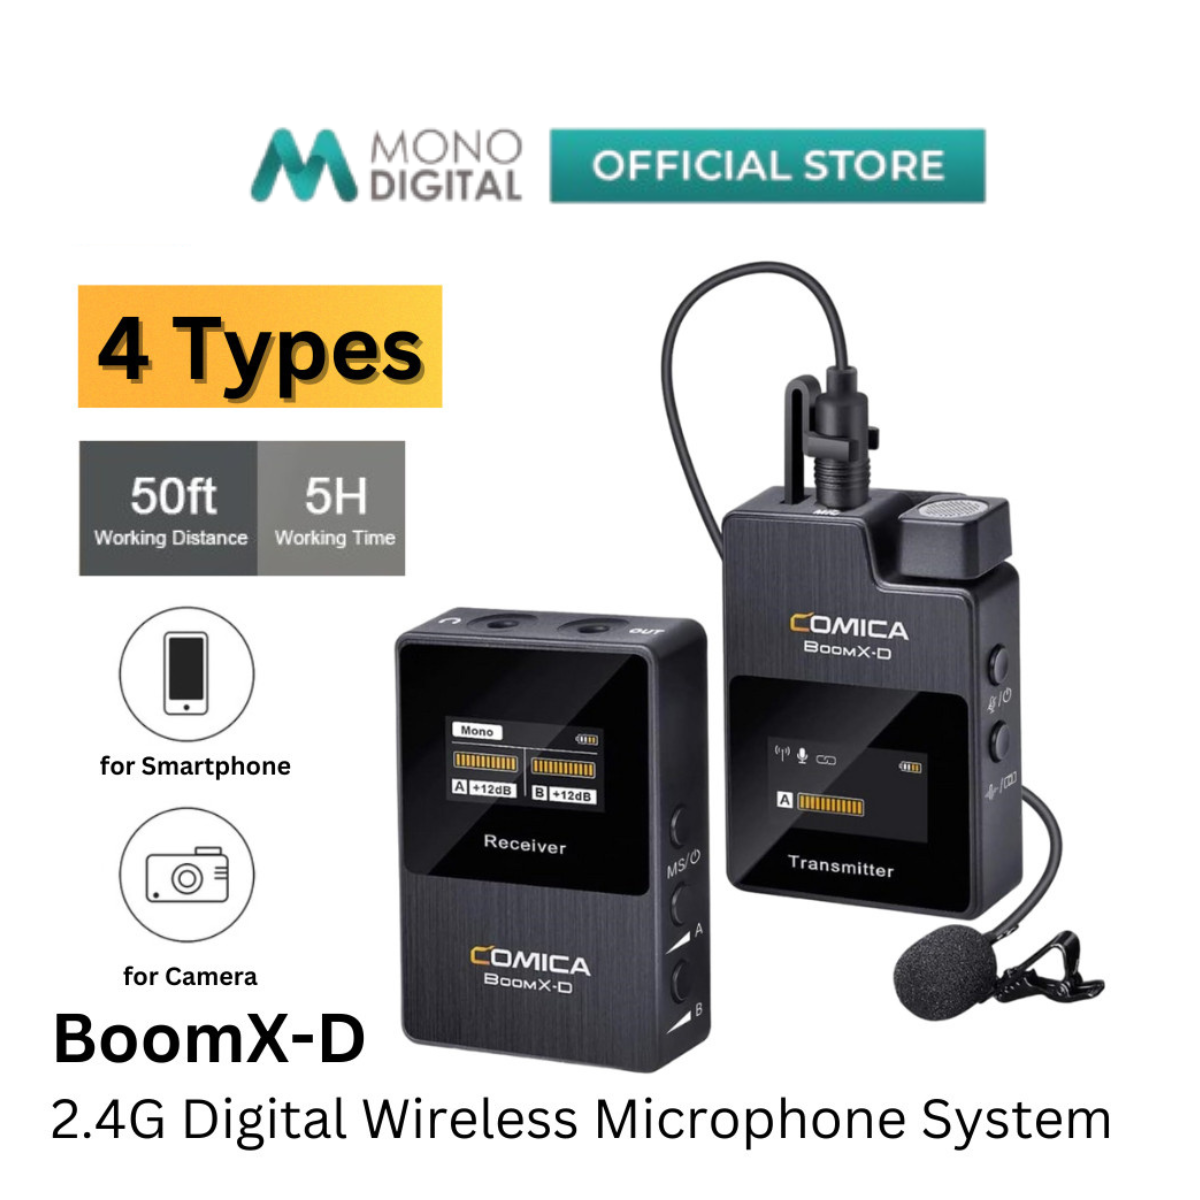 MONO
DIGITAL
OFFICIAL STORE
4 Types
50ft
Working Distance
5H
Working Time
for Smartphone
for Camera
OUT
Mono
A +12dB
B +12dB
Receiver
MS/
A
B
COMICA
BOOMX-D
MIC
COMICA
BOOMX-D
A
Transmitter
BoomX-D
2.4G Digital Wireless Microphone System